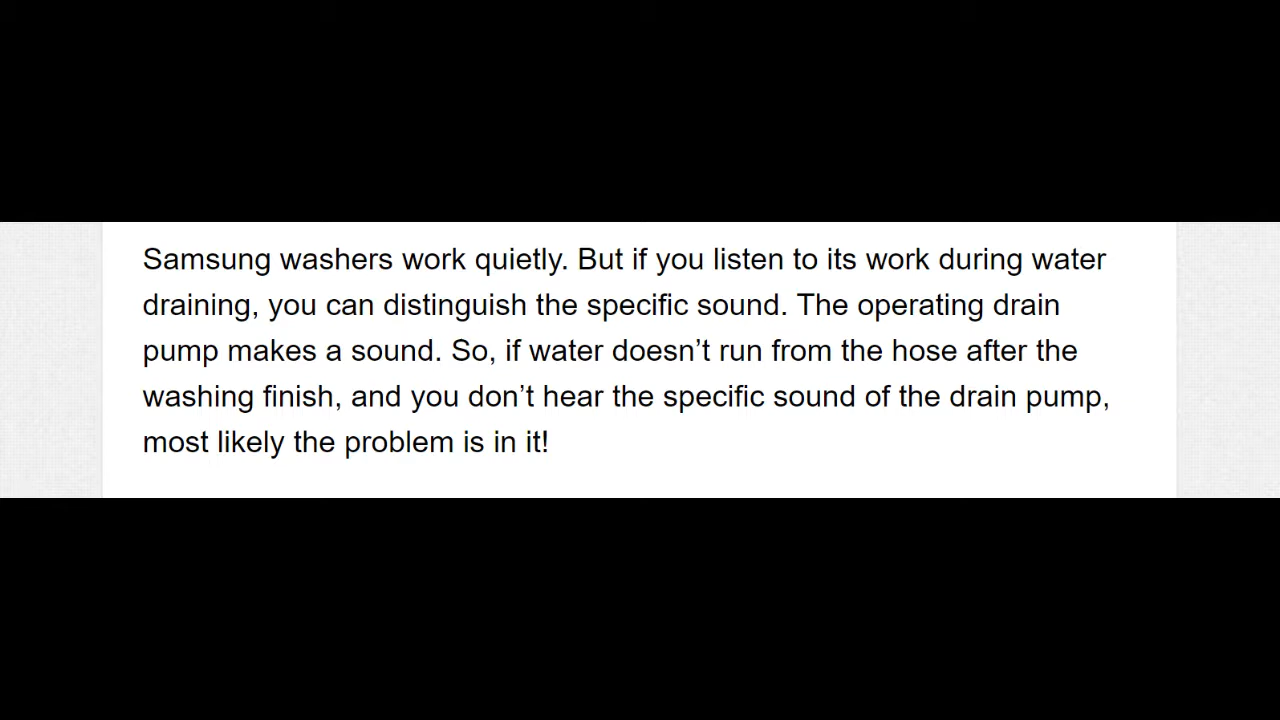 Samsung washers work quietly. But if you listen to its work during water
draining, you can distinguish the specific sound. The operating drain
pump makes a sound. So, if water doesn’t run from the hose after the
washing finish, and you don’t hear the specific sound of the drain pump,
most likely the problem is in it!